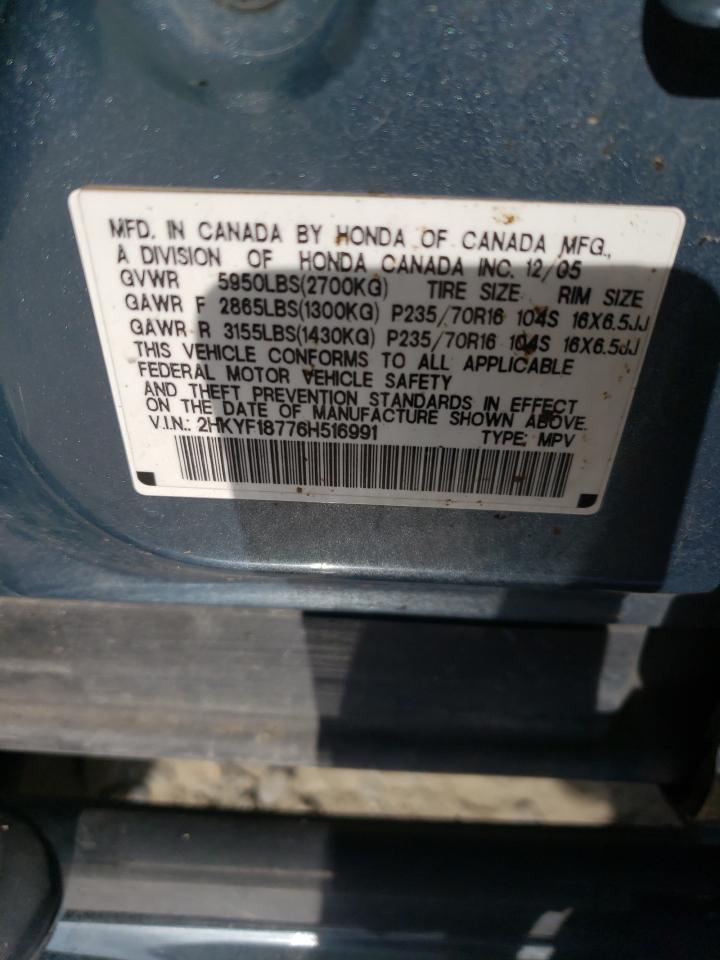 MFD. IN CANADA BY HONDA OF CANADA MFG.,
A DIVISION OF HONDA CANADA INC. 12/05
GVWR 5950LBS(2700KG) TIRE SIZE RIM SIZE
GAWR F 2865LBS(1300KG) P235/70R16 104S 16X6.5JJ
GAWR R 3155LBS(1430KG) P235/70R16 104S 16X6.5JJ
THIS VEHICLE CONFORMS TO ALL APPLICABLE
FEDERAL MOTOR VEHICLE SAFETY
AND THEFT PREVENTION STANDARDS IN EFFECT
ON THE DATE OF MANUFACTURE SHOWN ABOVE.
V.I.N.: 2HKYF18776H516991 TYPE: MPV